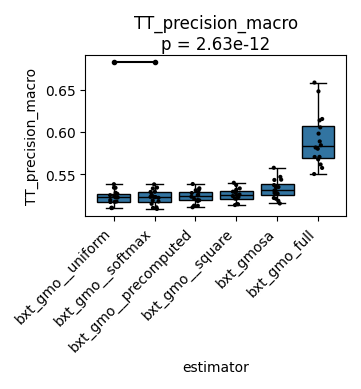 TT_precision_macro
p = 2.63e-12
TT_precision_macro
0.65
0.60
0.55
bxt_gmo__uniform
bxt_gmo__softmax
bxt_gmo__precomputed
bxt_gmo__square
bxt_gmosa
bxt_gmo_full
estimator